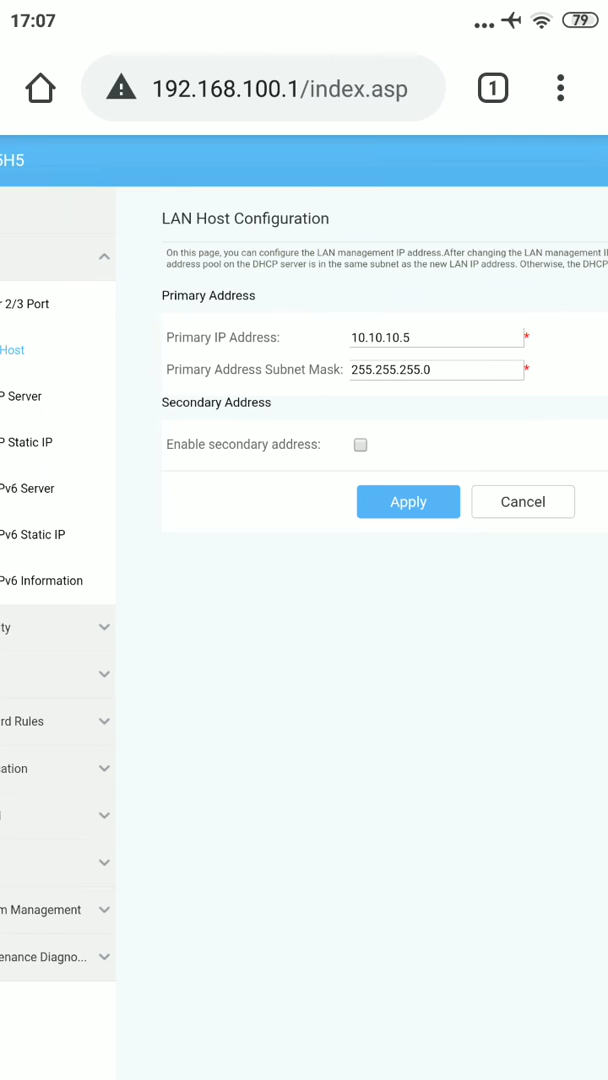 17:07
79
192.168.100.1/index.asp
1
5H5
LAN Host Configuration
On this page, you can configure the LAN management IP address.After changing the LAN management I
address pool on the DHCP server is in the same subnet as the new LAN IP address. Otherwise, the DHCP
Primary Address
r 2/3 Port
Primary IP Address: 10.10.10.5 *
Host
Primary Address Subnet Mask: 255.255.255.0 *
P Server
Secondary Address
P Static IP
Enable secondary address:
Pv6 Server
Apply Cancel
Pv6 Static IP
Pv6 Information
ty
rd Rules
ation
m Management
enance Diagno...